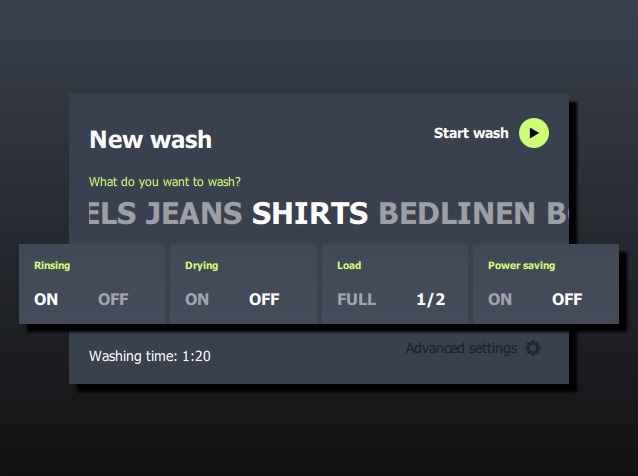 New wash
Start wash
What do you want to wash?
ELS JEANS SHIRTS BEDLINEN B
Rinsing
ON OFF
Drying
ON OFF
Load
FULL 1/2
Power saving
ON OFF
Washing time: 1:20
Advanced settings